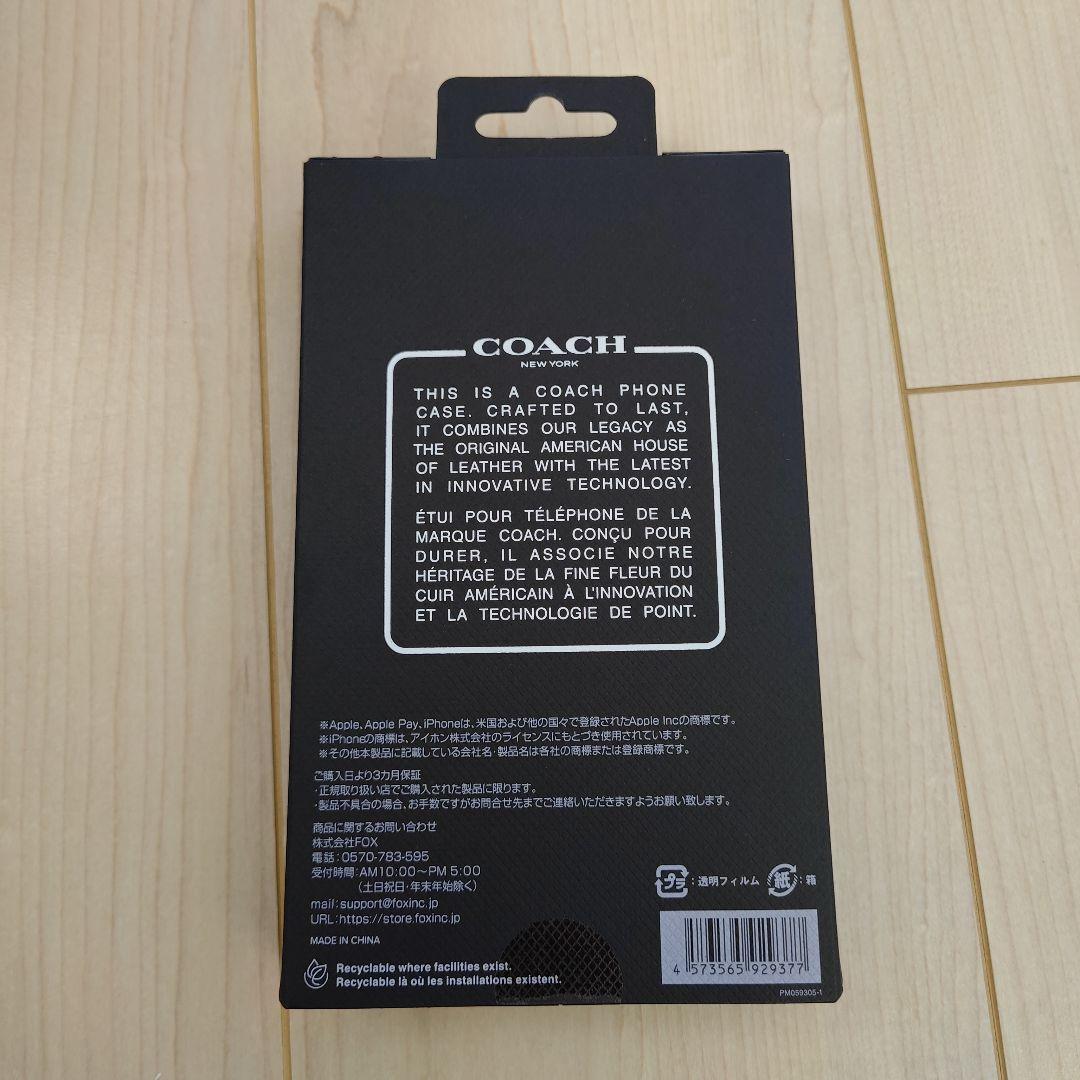 COACH
NEW YORK
THIS IS A COACH PHONE
CASE. CRAFTED TO LAST,
IT COMBINES OUR LEGACY AS
THE ORIGINAL AMERICAN HOUSE
OF LEATHER WITH THE LATEST
IN INNOVATIVE TECHNOLOGY.
ÉTUI POUR TÉLÉPHONE DE LA
MARQUE COACH. CONÇU POUR
DURER, IL ASSOCIE NOTRE
HÉRITAGE DE LA FINE FLEUR DU
CUIR AMÉRICAIN À L'INNOVATION
ET LA TECHNOLOGIE DE POINT.
※Apple、Apple Pay、iPhoneは、米国および他の国々で登録されたApple Incの商標です。
※iPhoneの商標は、アイホン株式会社のライセンスにもとづき使用されています。
※その他本製品に記載している会社名・製品名は各社の商標または登録商標です。
ご購入日より3カ月保証
・正規取り扱い店でご購入された製品に限ります。
・製品不具合の場合、お手数ですがお問合せ先までご連絡いただきますようお願い致します。
商品に関するお問い合わせ
株式会社FOX
電話：0570-783-595
受付時間：AM10:00～PM 5:00
（土日祝日・年末年始除く）
mail：support@foxinc.jp
URL：https://store.foxinc.jp
MADE IN CHINA
Recyclable where facilities exist.
Recyclable là où les installations existent.
プラ：透明フィルム 紙：箱
4 573565 929377
PM059305-1